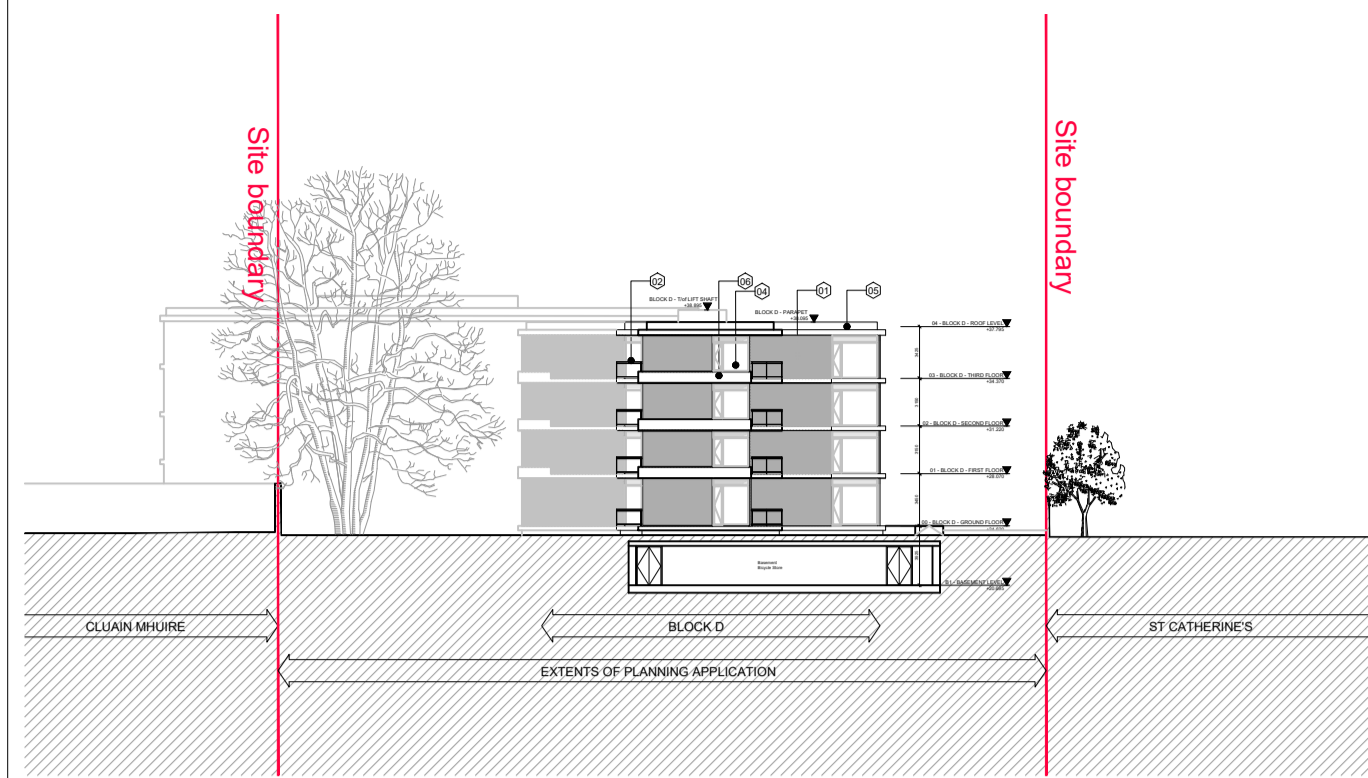 Site boundary
Site boundary
02
06
04
01
05
BLOCK D - T/of LIFT SHAFT
BLOCK D - PARAPET
04 - BLOCK D - ROOF LEVEL
+37.795
03 - BLOCK D - THIRD FLOOR
+34.370
02 - BLOCK D - SECOND FLOOR
+31.220
01 - BLOCK D - FIRST FLOOR
+28.070
00 - BLOCK D - GROUND FLOOR
Basement
Bicycle Store
B1 - BASEMENT LEVEL
CLUAIN MHUIRE
BLOCK D
ST CATHERINE'S
EXTENTS OF PLANNING APPLICATION